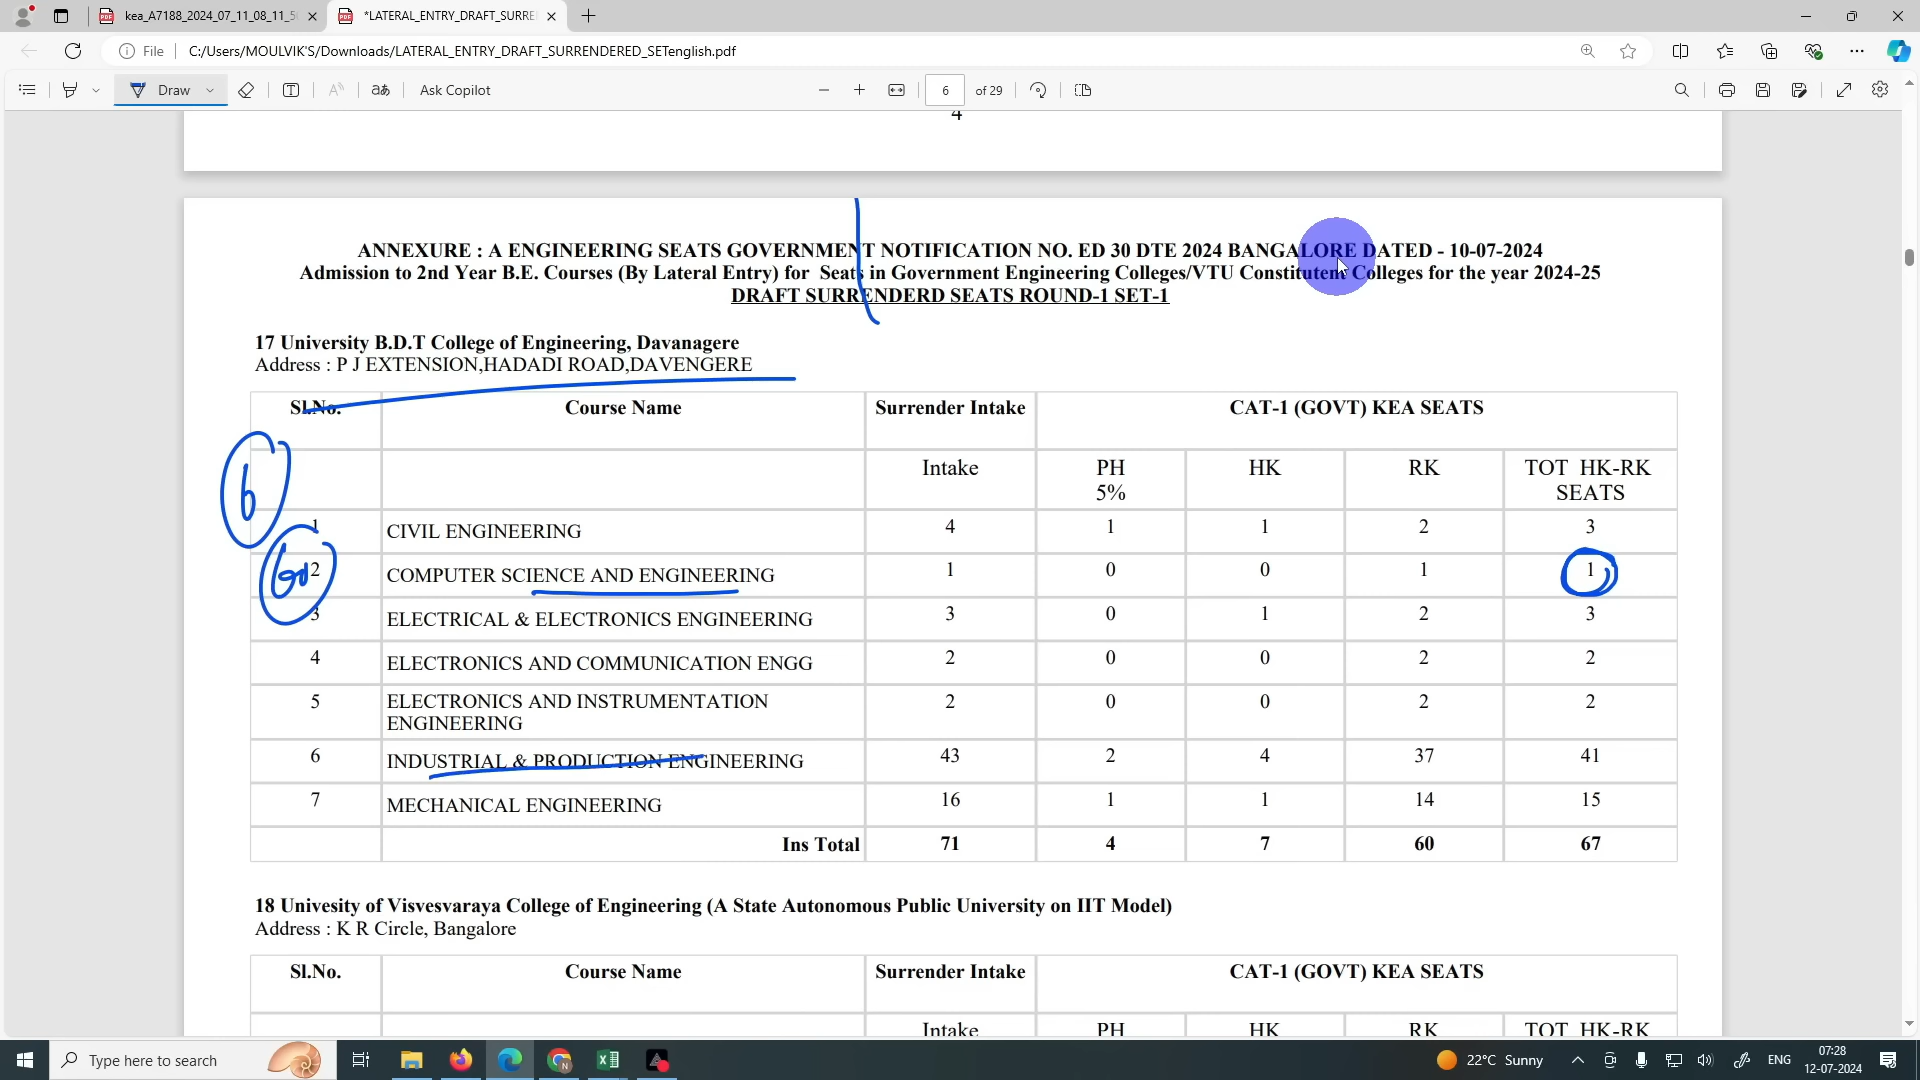 kea_A7188_2024_07_11_08_11_5
*LATERAL_ENTRY_DRAFT_SURRE
File
C:/Users/MOULVIK'S/Downloads/LATERAL_ENTRY_DRAFT_SURRENDERED_SETenglish.pdf
Draw
Ask Copilot
6 of 29
4
ANNEXURE : A ENGINEERING SEATS GOVERNMENT NOTIFICATION NO. ED 30 DTE 2024 BANGALORE DATED - 10-07-2024
Admission to 2nd Year B.E. Courses (By Lateral Entry) for Seats in Government Engineering Colleges/VTU Constitutent Colleges for the year 2024-25
DRAFT SURRENDERD SEATS ROUND-1 SET-1
17 University B.D.T College of Engineering, Davanagere
Address : P J EXTENSION,HADADI ROAD,DAVENGERE
Sl.No. Course Name Surrender Intake CAT-1 (GOVT) KEA SEATS
Intake PH 5% HK RK TOT HK-RK SEATS
6
1 CIVIL ENGINEERING 4 1 1 2 3
2 COMPUTER SCIENCE AND ENGINEERING 1 0 0 1 1
3 ELECTRICAL & ELECTRONICS ENGINEERING 3 0 1 2 3
4 ELECTRONICS AND COMMUNICATION ENGG 2 0 0 2 2
5 ELECTRONICS AND INSTRUMENTATION ENGINEERING 2 0 0 2 2
6 INDUSTRIAL & PRODUCTION ENGINEERING 43 2 4 37 41
7 MECHANICAL ENGINEERING 16 1 1 14 15
Ins Total 71 4 7 60 67
18 Univesity of Visvesvaraya College of Engineering (A State Autonomous Public University on IIT Model)
Address : K R Circle, Bangalore
Sl.No. Course Name Surrender Intake CAT-1 (GOVT) KEA SEATS
Intake PH HK RK TOT HK-RK
Type here to search
22°C Sunny
ENG
07:28
12-07-2024